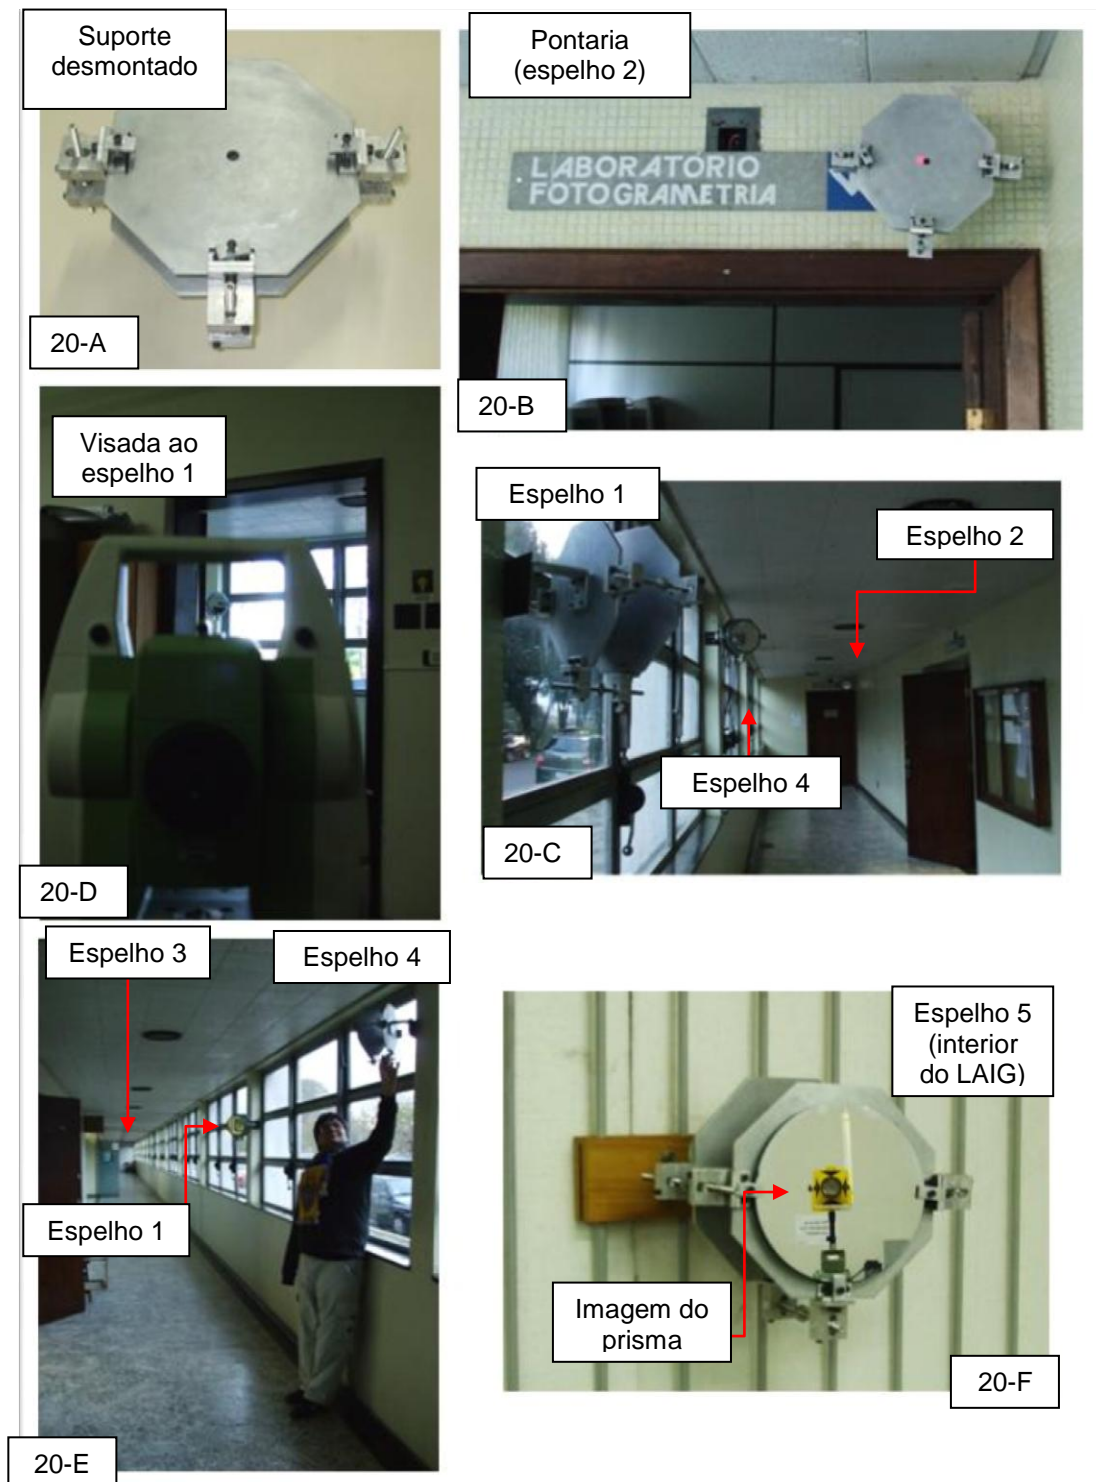 Suporte
desmontado
20-A
Pontaria
(espelho 2)
LABORATÓRIO
FOTOGRAMETRIA
20-B
Visada ao
espelho 1
20-D
Espelho 1
Espelho 2
Espelho 4
20-C
Espelho 3
Espelho 4
Espelho 1
20-E
Espelho 5
(interior
do LAIG)
Imagem do
prisma
20-F